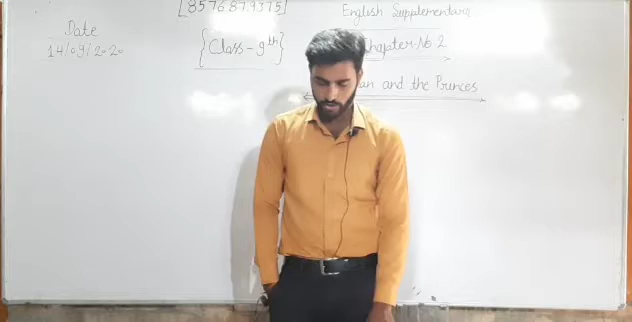 [8576879375]
English Supplementary
Date
14/09/2020
{Class-9th}
Chapter-No 2
and the Princes